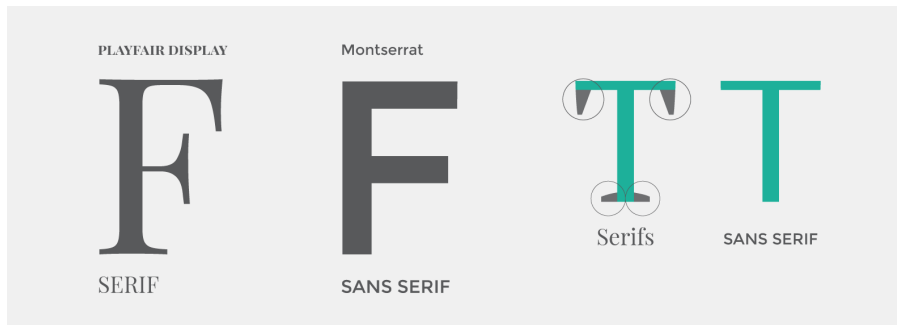 PLAYFAIR DISPLAY
F
SERIF
Montserrat
F
SANS SERIF
T
Serifs
T
SANS SERIF